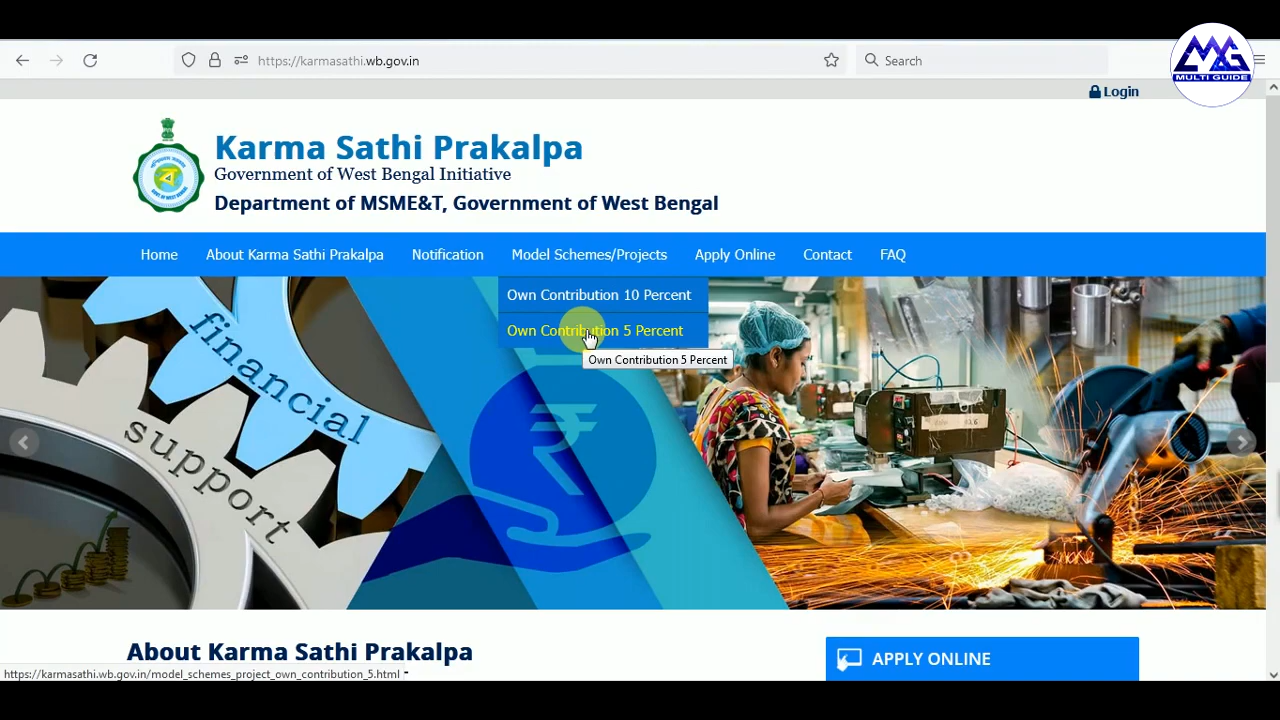 MG
MULTI GUIDE
https://karmasathi.wb.gov.in
Search
Login
Karma Sathi Prakalpa
Government of West Bengal Initiative
Department of MSME&T, Government of West Bengal
Home
About Karma Sathi Prakalpa
Notification
Model Schemes/Projects
Apply Online
Contact
FAQ
Own Contribution 10 Percent
Own Contribution 5 Percent
Own Contribution 5 Percent
financial
support
₹
About Karma Sathi Prakalpa
APPLY ONLINE
https://karmasathi.wb.gov.in/model_schemes_project_own_contribution_5.html